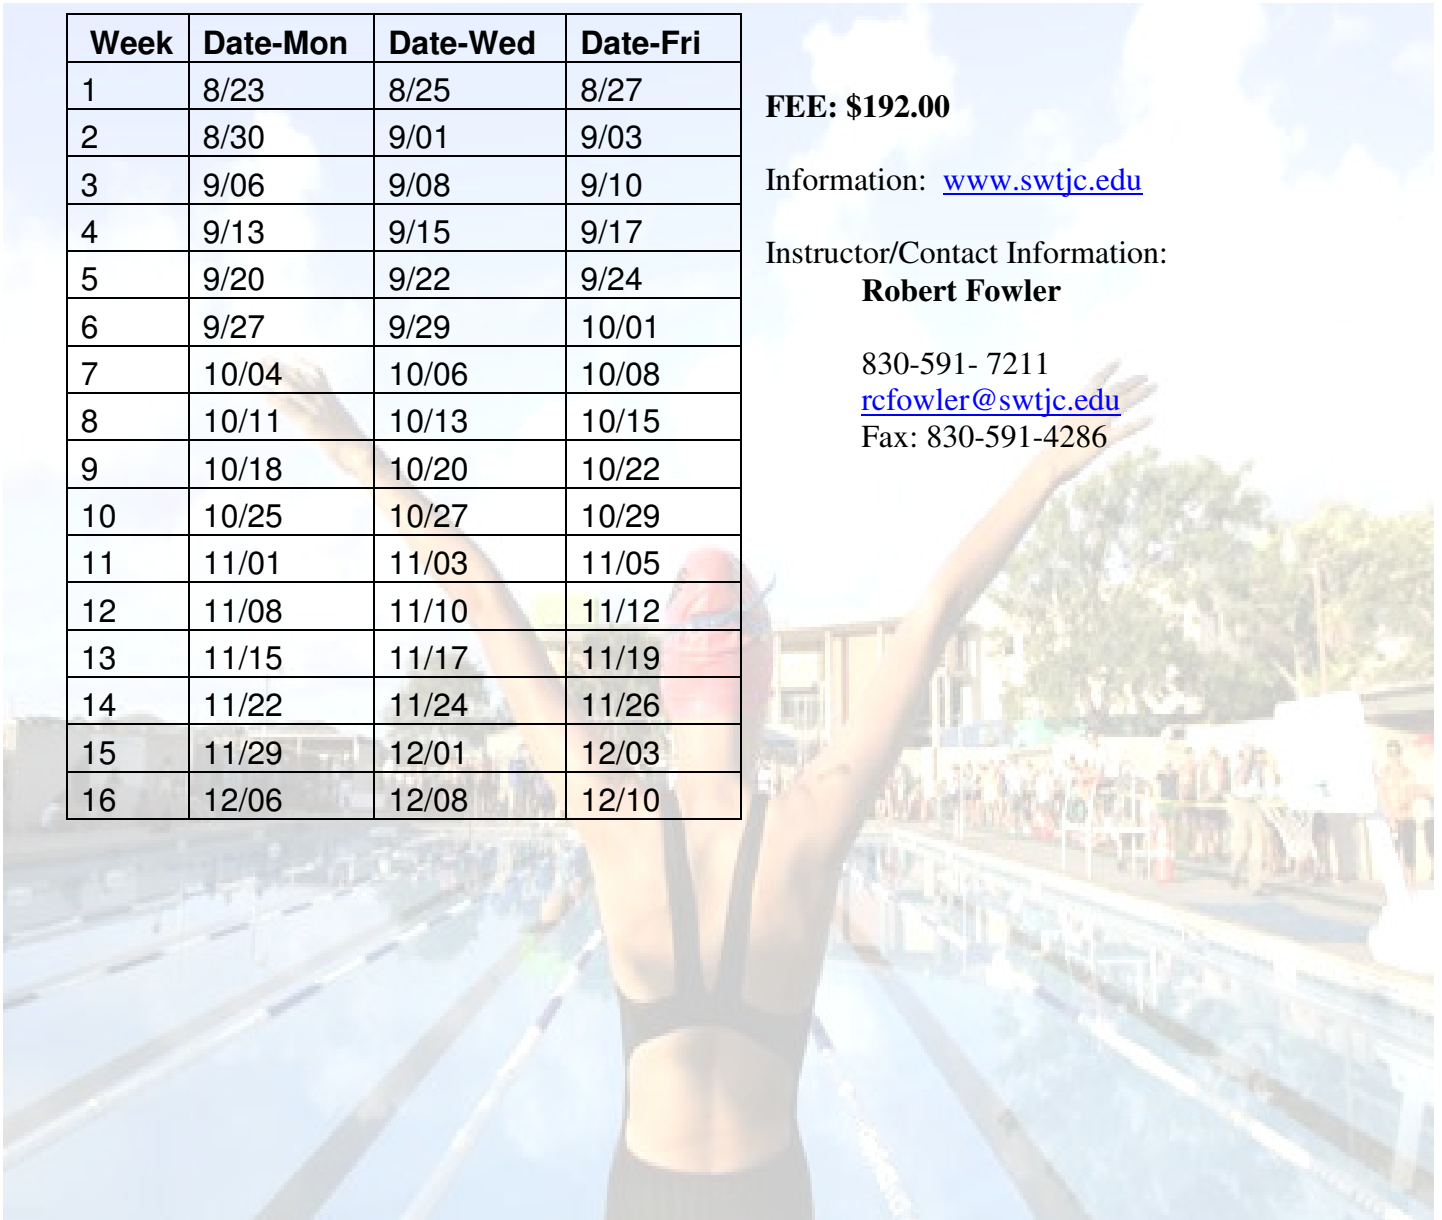 Week Date-Mon Date-Wed Date-Fri
1 8/23 8/25 8/27
2 8/30 9/01 9/03
3 9/06 9/08 9/10
4 9/13 9/15 9/17
5 9/20 9/22 9/24
6 9/27 9/29 10/01
7 10/04 10/06 10/08
8 10/11 10/13 10/15
9 10/18 10/20 10/22
10 10/25 10/27 10/29
11 11/01 11/03 11/05
12 11/08 11/10 11/12
13 11/15 11/17 11/19
14 11/22 11/24 11/26
15 11/29 12/01 12/03
16 12/06 12/08 12/10
FEE: $192.00
Information: www.swtjc.edu
Instructor/Contact Information:
Robert Fowler
830-591- 7211
rcfowler@swtjc.edu
Fax: 830-591-4286